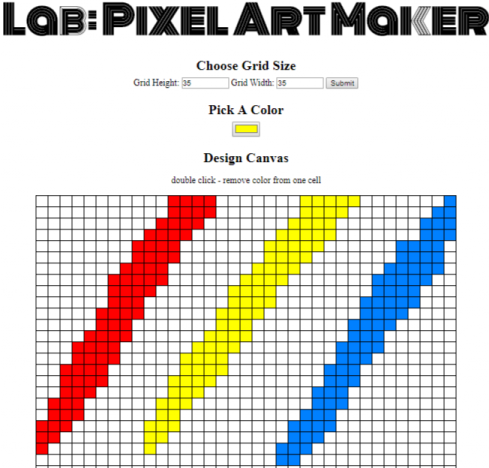 Lab: Pixel Art Maker
Choose Grid Size
Grid Height: 35 Grid Width: 35 Submit
Pick A Color
Design Canvas
double click - remove color from one cell